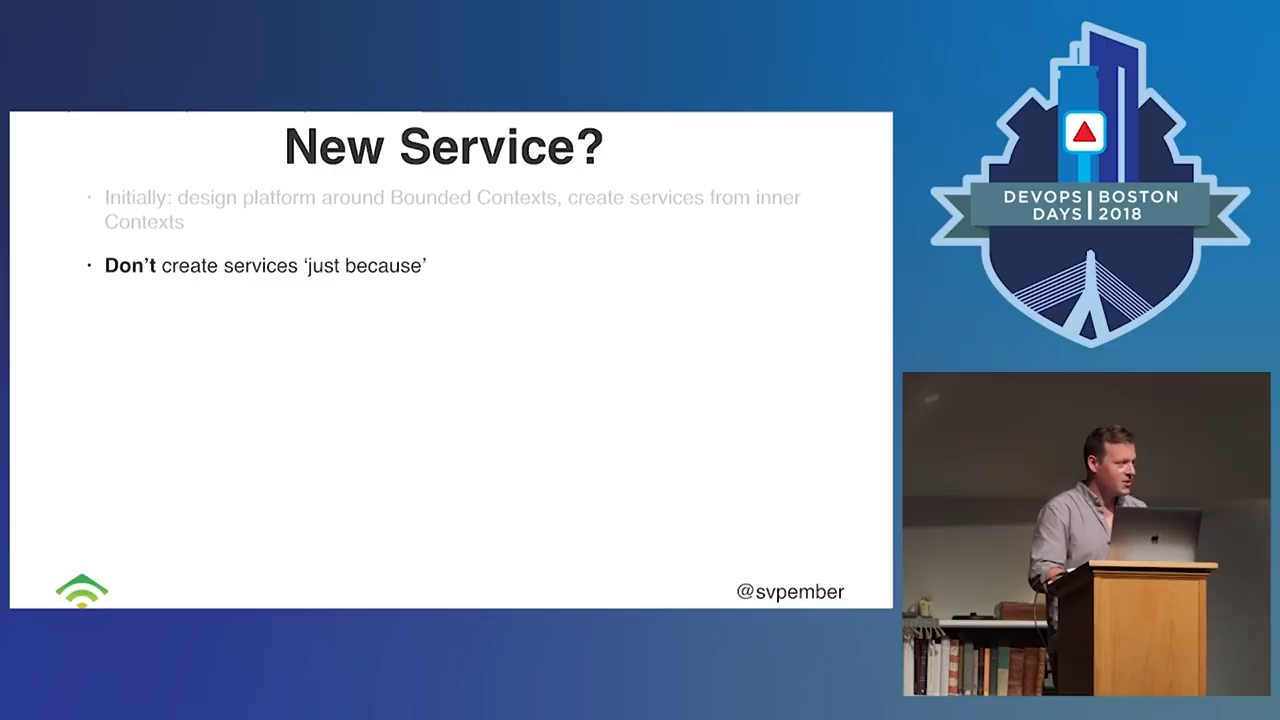 New Service?
· Initially: design platform around Bounded Contexts, create services from inner
Contexts
· Don’t create services ‘just because’
@svpember
DEVOPS BOSTON
DAYS 2018